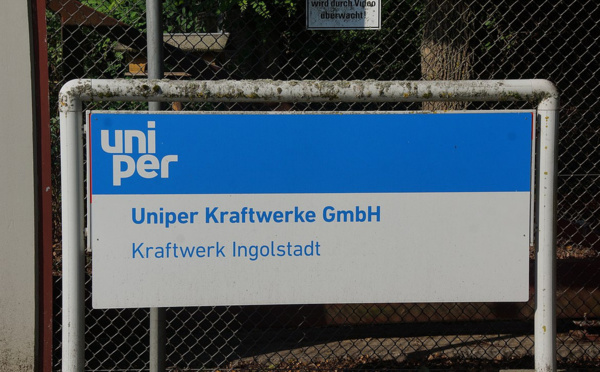 wird durch Video
überwacht!
uni
per
Uniper Kraftwerke GmbH
Kraftwerk Ingolstadt